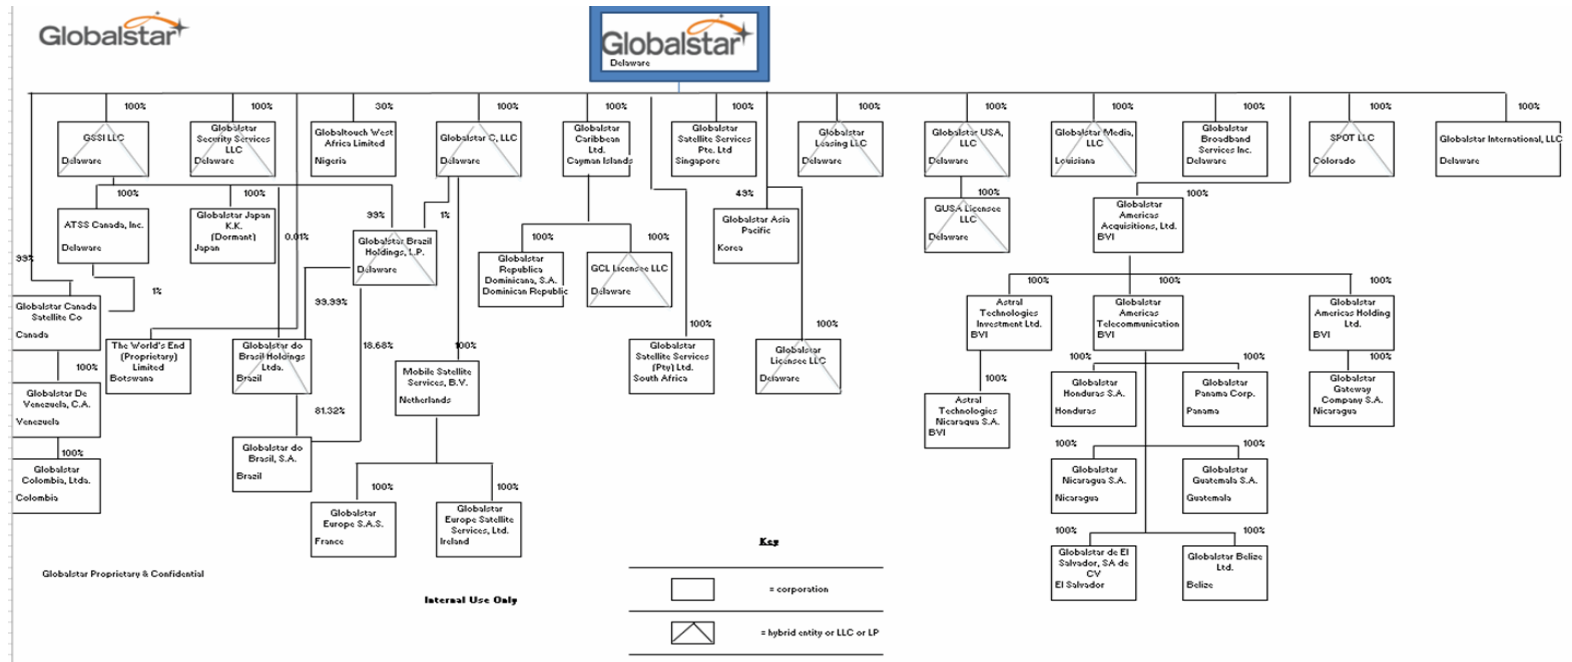 Globalstar
Globalstar
Delaware
100%
100%
30%
100%
100%
100%
100%
100%
100%
100%
100%
100%
GSSI LLC
Delaware
Globalstar
Security Services
LLC
Delaware
Globaltouch West
Africa Limited
Nigeria
Globalstar C, LLC
Delaware
Globalstar
Caribbean
Ltd.
Cayman Islands
Globalstar
Satellite Services
Pte. Ltd
Singapore
Globalstar
Leasing LLC
Delaware
Globalstar USA,
LLC
Delaware
Globalstar Media,
LLC
Louisiana
Globalstar
Broadband
Services Inc.
Delaware
SPOT LLC
Colorado
Globalstar International, LLC
Delaware
100%
100%
99%
1%
49%
100%
100%
ATSS Canada, Inc.
Delaware
Globalstar Japan
K.K.
(Dormant)
Japan
0.01%
Globalstar Brazil
Holdings, L.P.
Delaware
Globalstar Asia
Pacific
Korea
GUSA Licensee
LLC
Delaware
Globalstar
Americas
Acquisitions, Ltd.
BVI
99%
1%
99.99%
18.68%
100%
100%
Globalstar
Republica
Dominicana, S.A.
Dominican Republic
GCL Licensee LLC
Delaware
100%
100%
100%
Globalstar Canada
Satellite Co
Canada
Astral
Technologies
Investment Ltd.
BVI
Globalstar
Americas
Telecommunication
BVI
Globalstar
Americas Holding
Ltd.
BVI
The World's End
(Proprietary)
Limited
Botswana
Globalstar do
Brasil Holdings
Ltda.
Brazil
100%
Mobile Satellite
Services, B.V.
Netherlands
100%
Globalstar
Satellite Services
(Pty) Ltd.
South Africa
100%
Globalstar
Licensee LLC
Delaware
100%
Globalstar De
Venezuela, C.A.
Venezuela
100%
Astral
Technologies
Nicaragua S.A.
BVI
100%
Globalstar
Honduras S.A.
Honduras
100%
Globalstar
Panama Corp.
Panama
100%
Globalstar
Gateway
Company S.A.
Nicaragua
81.32%
100%
Globalstar
Colombia, Ltda.
Colombia
Globalstar do
Brasil, S.A.
Brazil
100%
Globalstar
Nicaragua S.A.
Nicaragua
100%
Globalstar
Guatemala S.A.
Guatemala
100%
Globalstar
Europe S.A.S.
France
100%
Globalstar
Europe Satellite
Services, Ltd.
Ireland
100%
Globalstar de El
Salvador, SA de
CV
El Salvador
100%
Globalstar Belize
Ltd.
Belize
Key
= corporation
= hybrid entity or LLC or LP
Globalstar Proprietary & Confidential
Internal Use Only